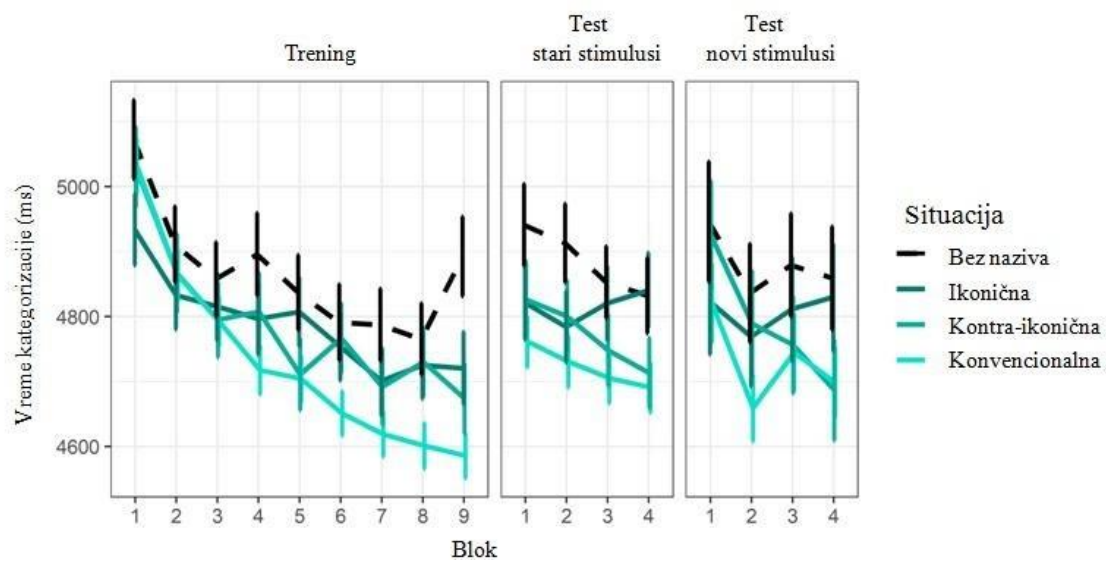 Trening
Test
stari stimulusi
Test
novi stimulusi
Vreme kategorizacije (ms)
5000
4800
4600
1 2 3 4 5 6 7 8 9
1 2 3 4
1 2 3 4
Blok
Situacija
Bez naziva
Ikonična
Kontra-ikonična
Konvencionalna